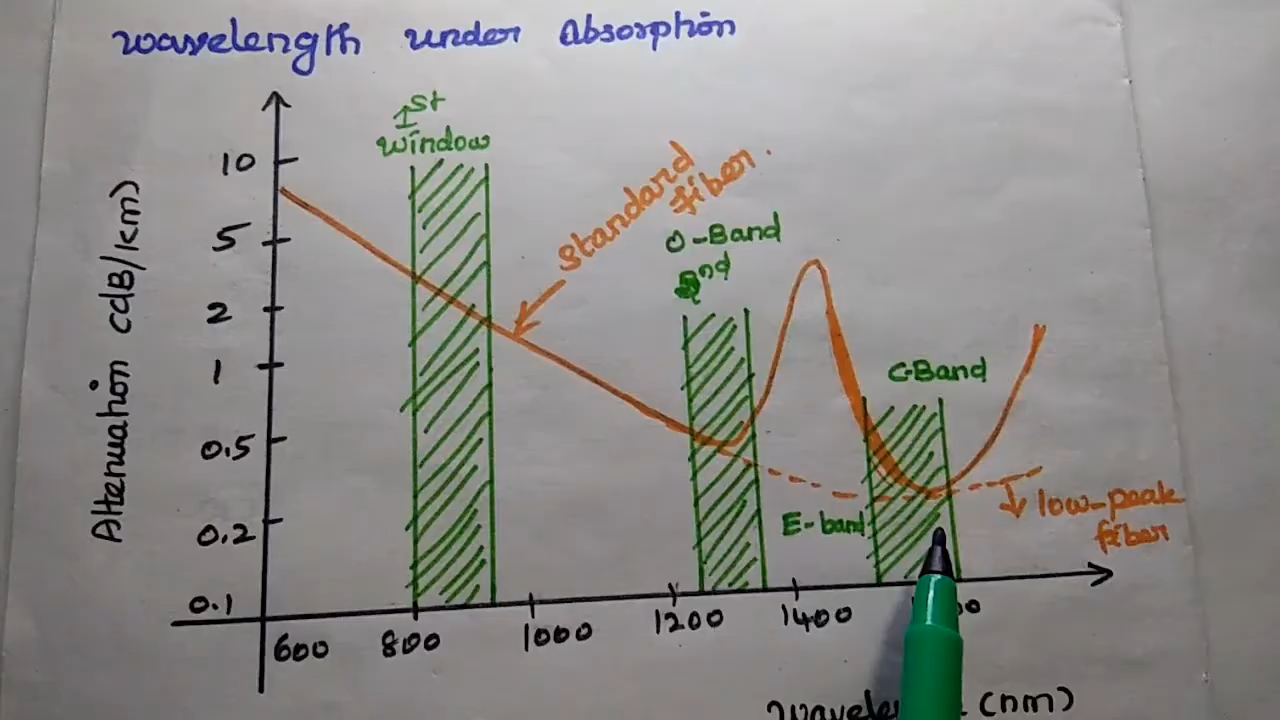 wavelength under Absorption
1st
window
10
5
2
1
0.5
0.2
0.1
Attenuation CdB/km)
standard
fiber.
O-Band
2nd
C-Band
E-band
low-peak
fiber
600
800
1000
1200
1400
(nm)